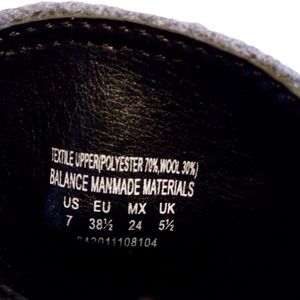 TEXTILE UPPER(POLYESTER 70%,WOOL 30%)
BALANCE MANMADE MATERIALS
US EU MX UK
7 38½ 24 5½